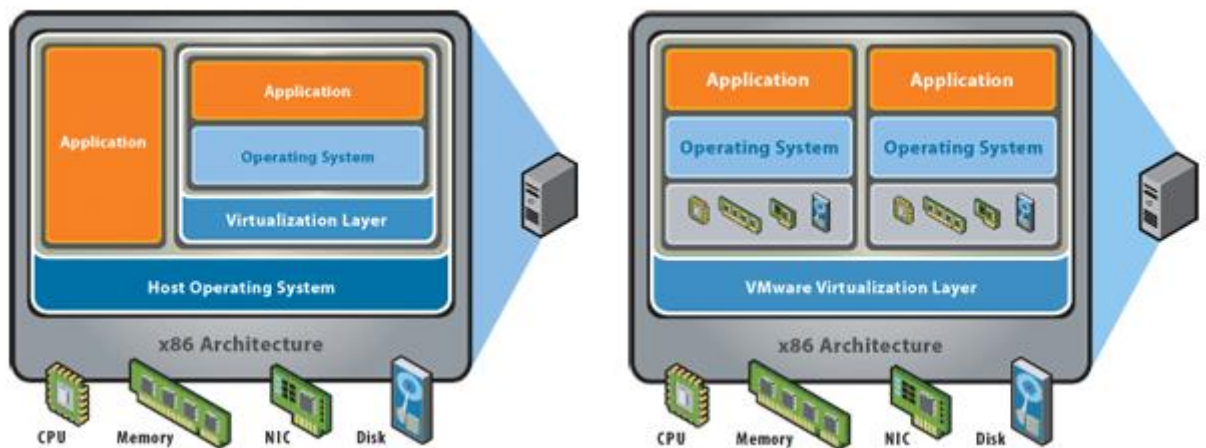 Application
Application
Operating System
Virtualization Layer
Host Operating System
x86 Architecture
CPU Memory NIC Disk
Application Application
Operating System Operating System
VMware Virtualization Layer
x86 Architecture
CPU Memory NIC Disk